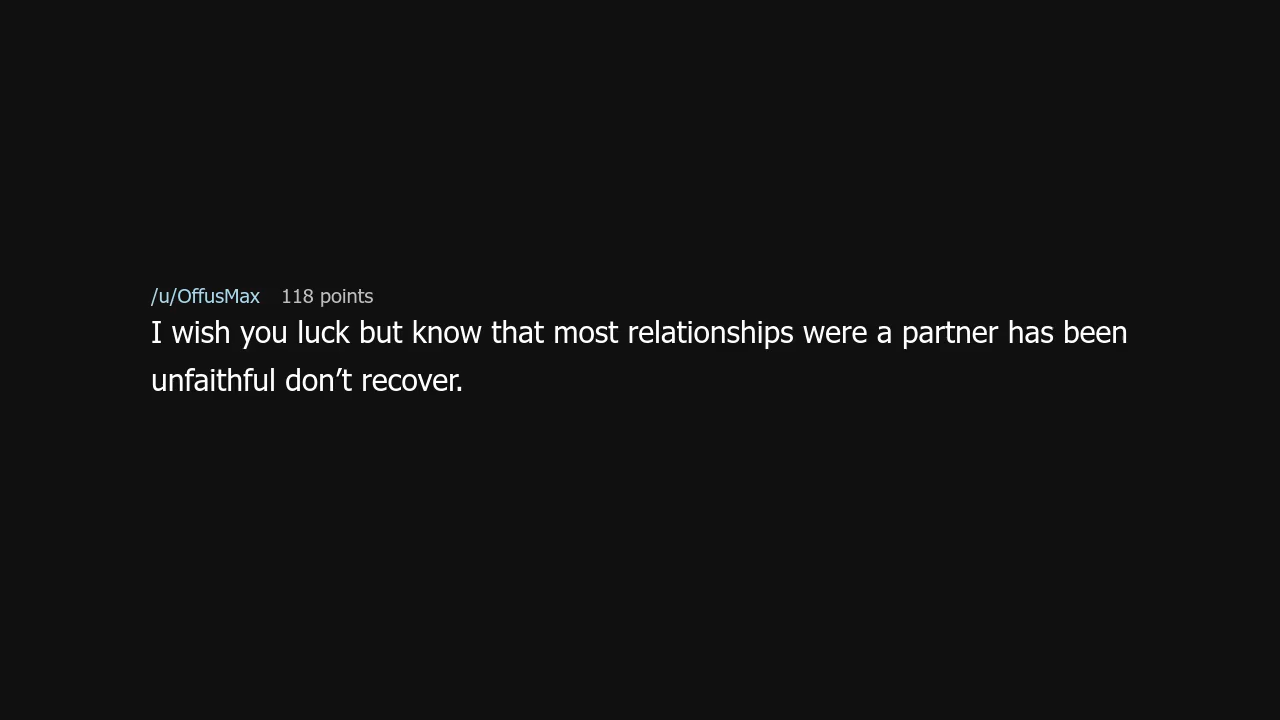 /u/OffusMax 118 points
I wish you luck but know that most relationships were a partner has been
unfaithful don’t recover.